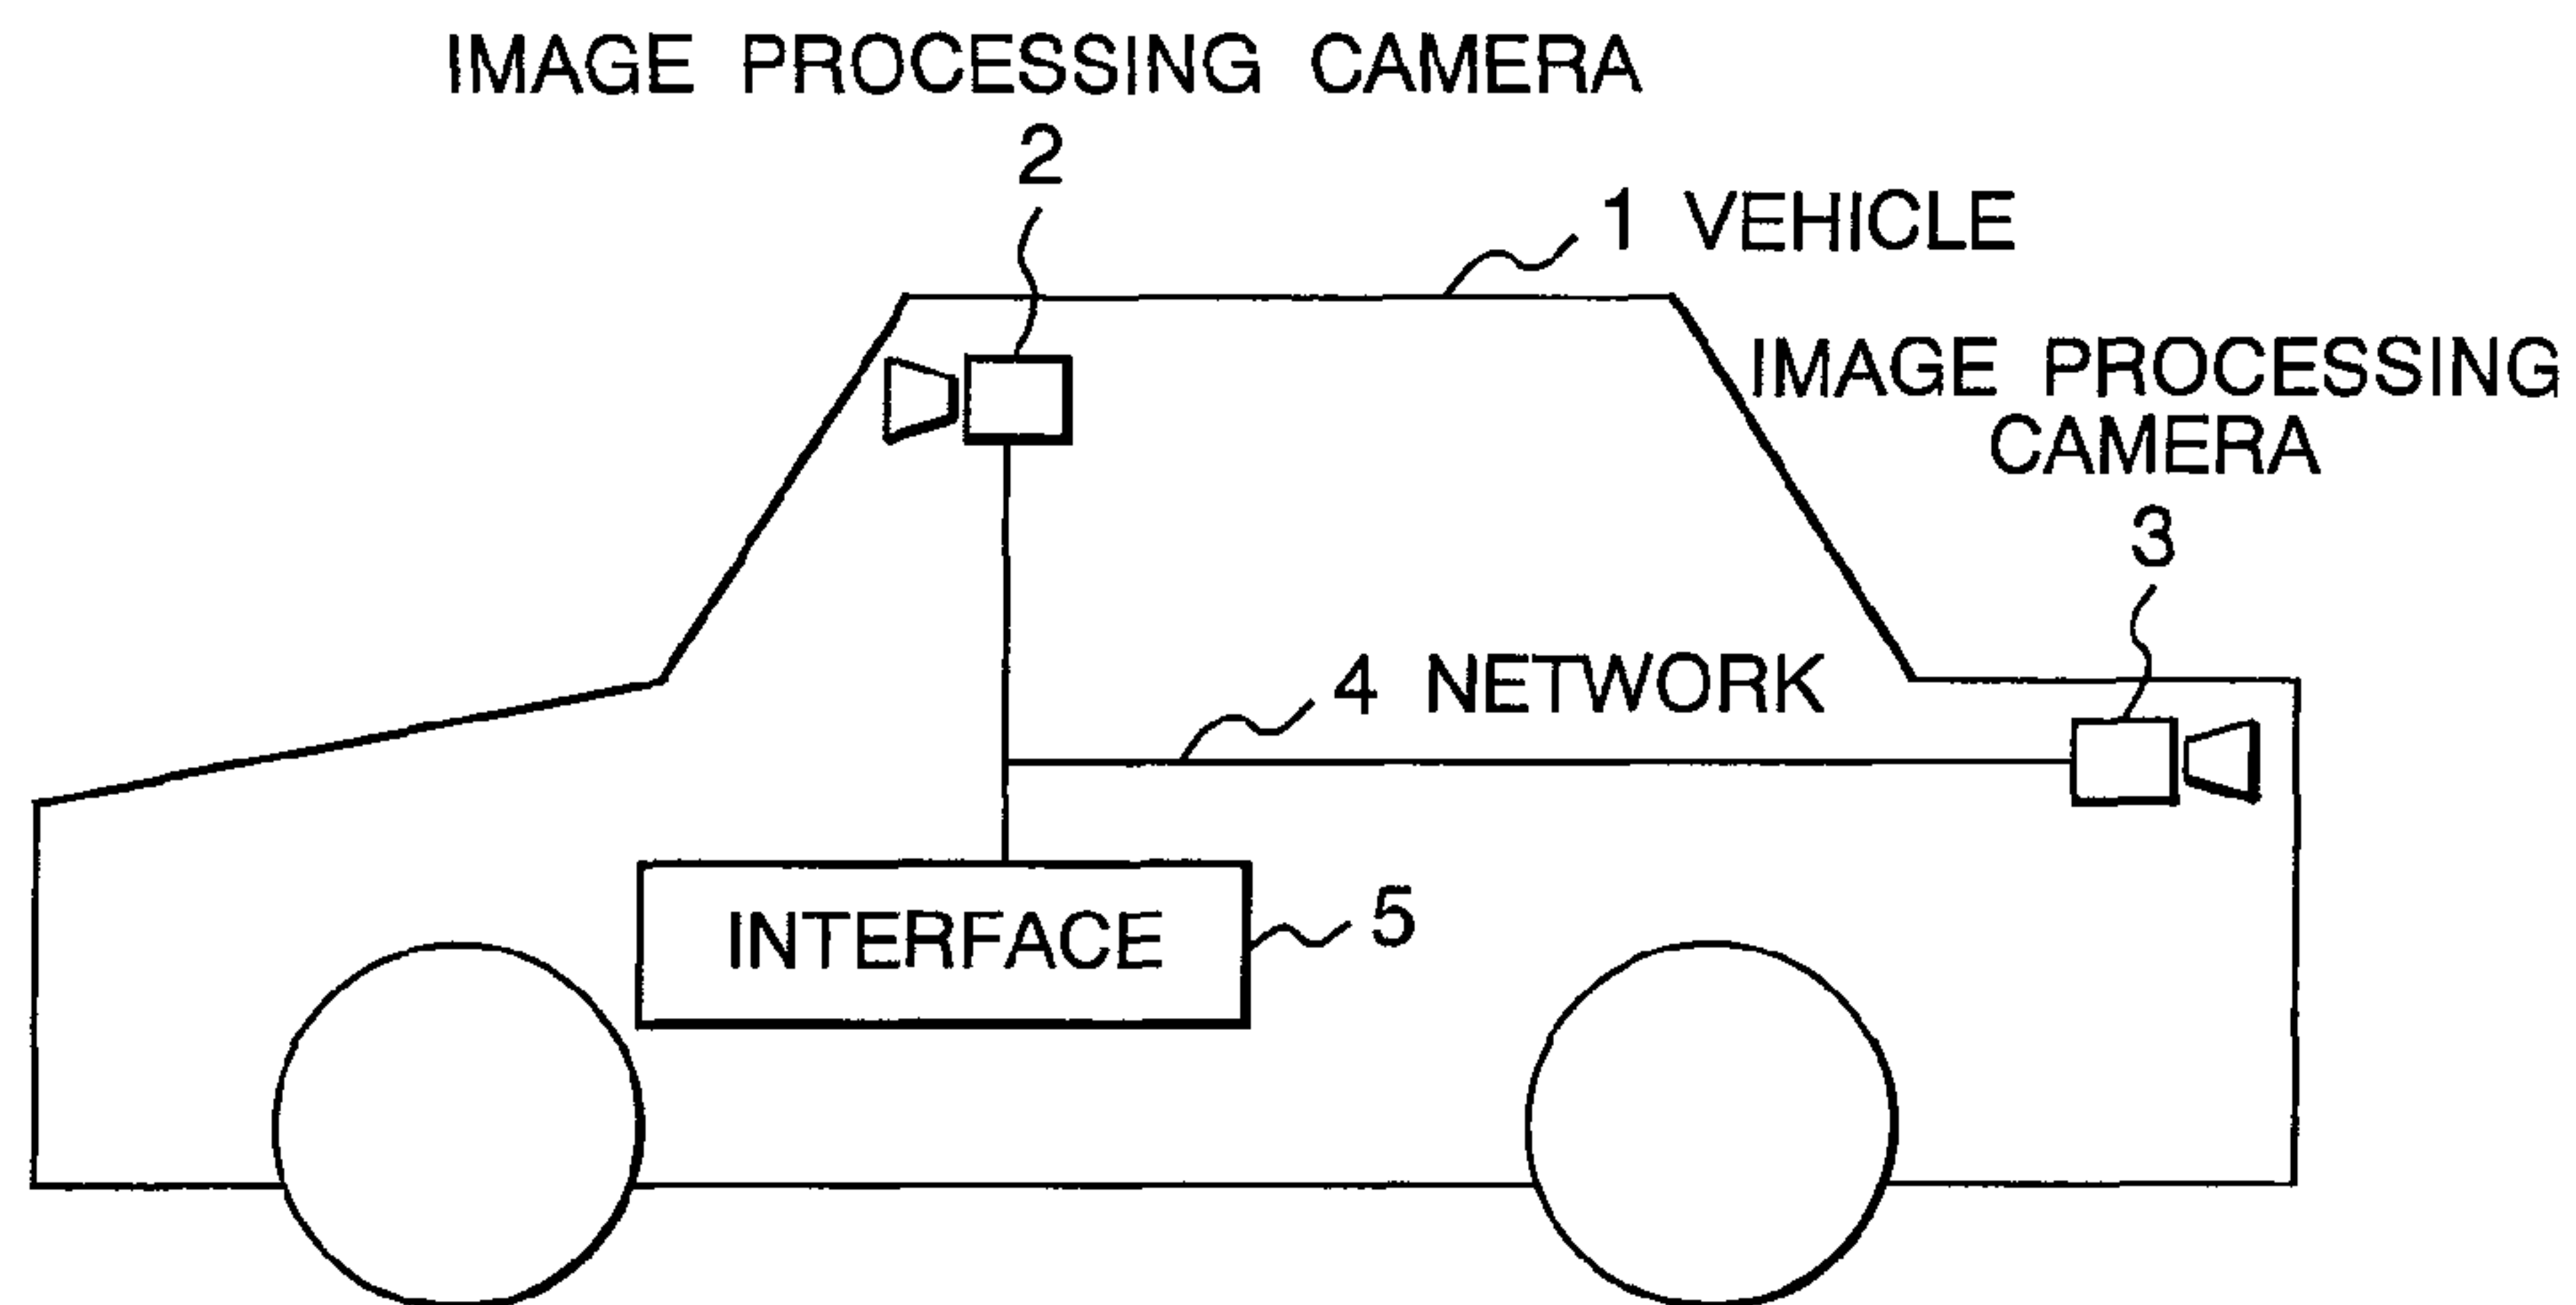 IMAGE PROCESSING CAMERA
2
1 VEHICLE
IMAGE PROCESSING
CAMERA
3
4 NETWORK
INTERFACE
5